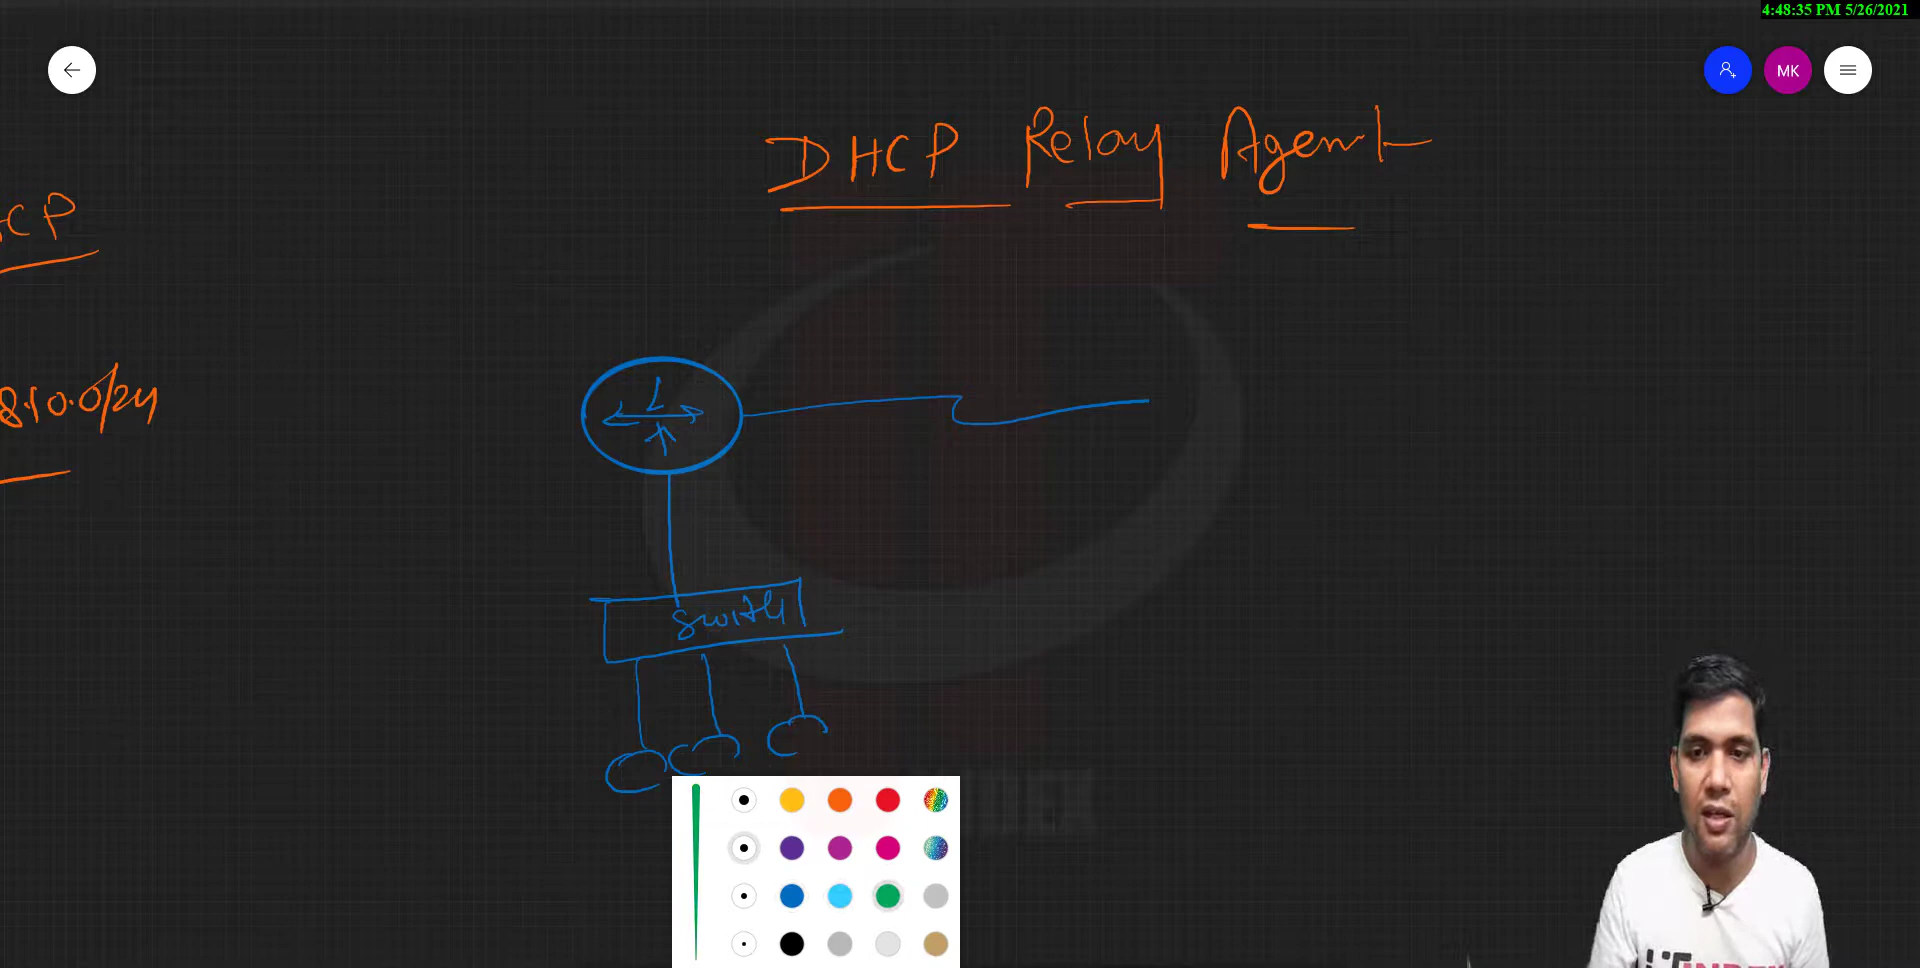 4:48:35 PM 5/26/2021
MK
DHCP Relay Agent
CP
8.10.0/24
Switch